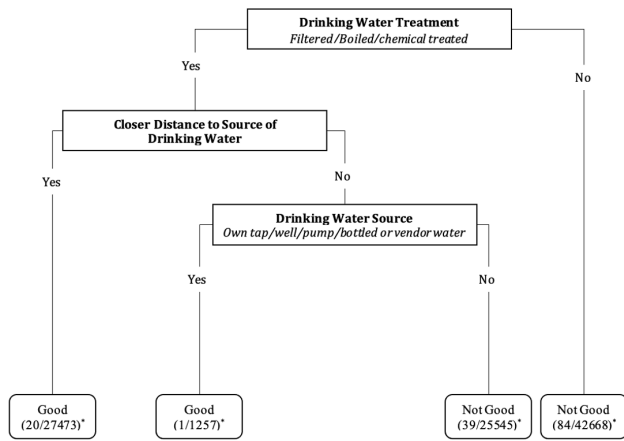 Drinking Water Treatment
Filtered/Boiled/chemical treated
Yes
No
Closer Distance to Source of
Drinking Water
Yes
No
Drinking Water Source
Own tap/well/pump/bottled or vendor water
Yes
No
Good
(20/27473)*
Good
(1/1257)*
Not Good
(39/25545)*
Not Good
(84/42668)*